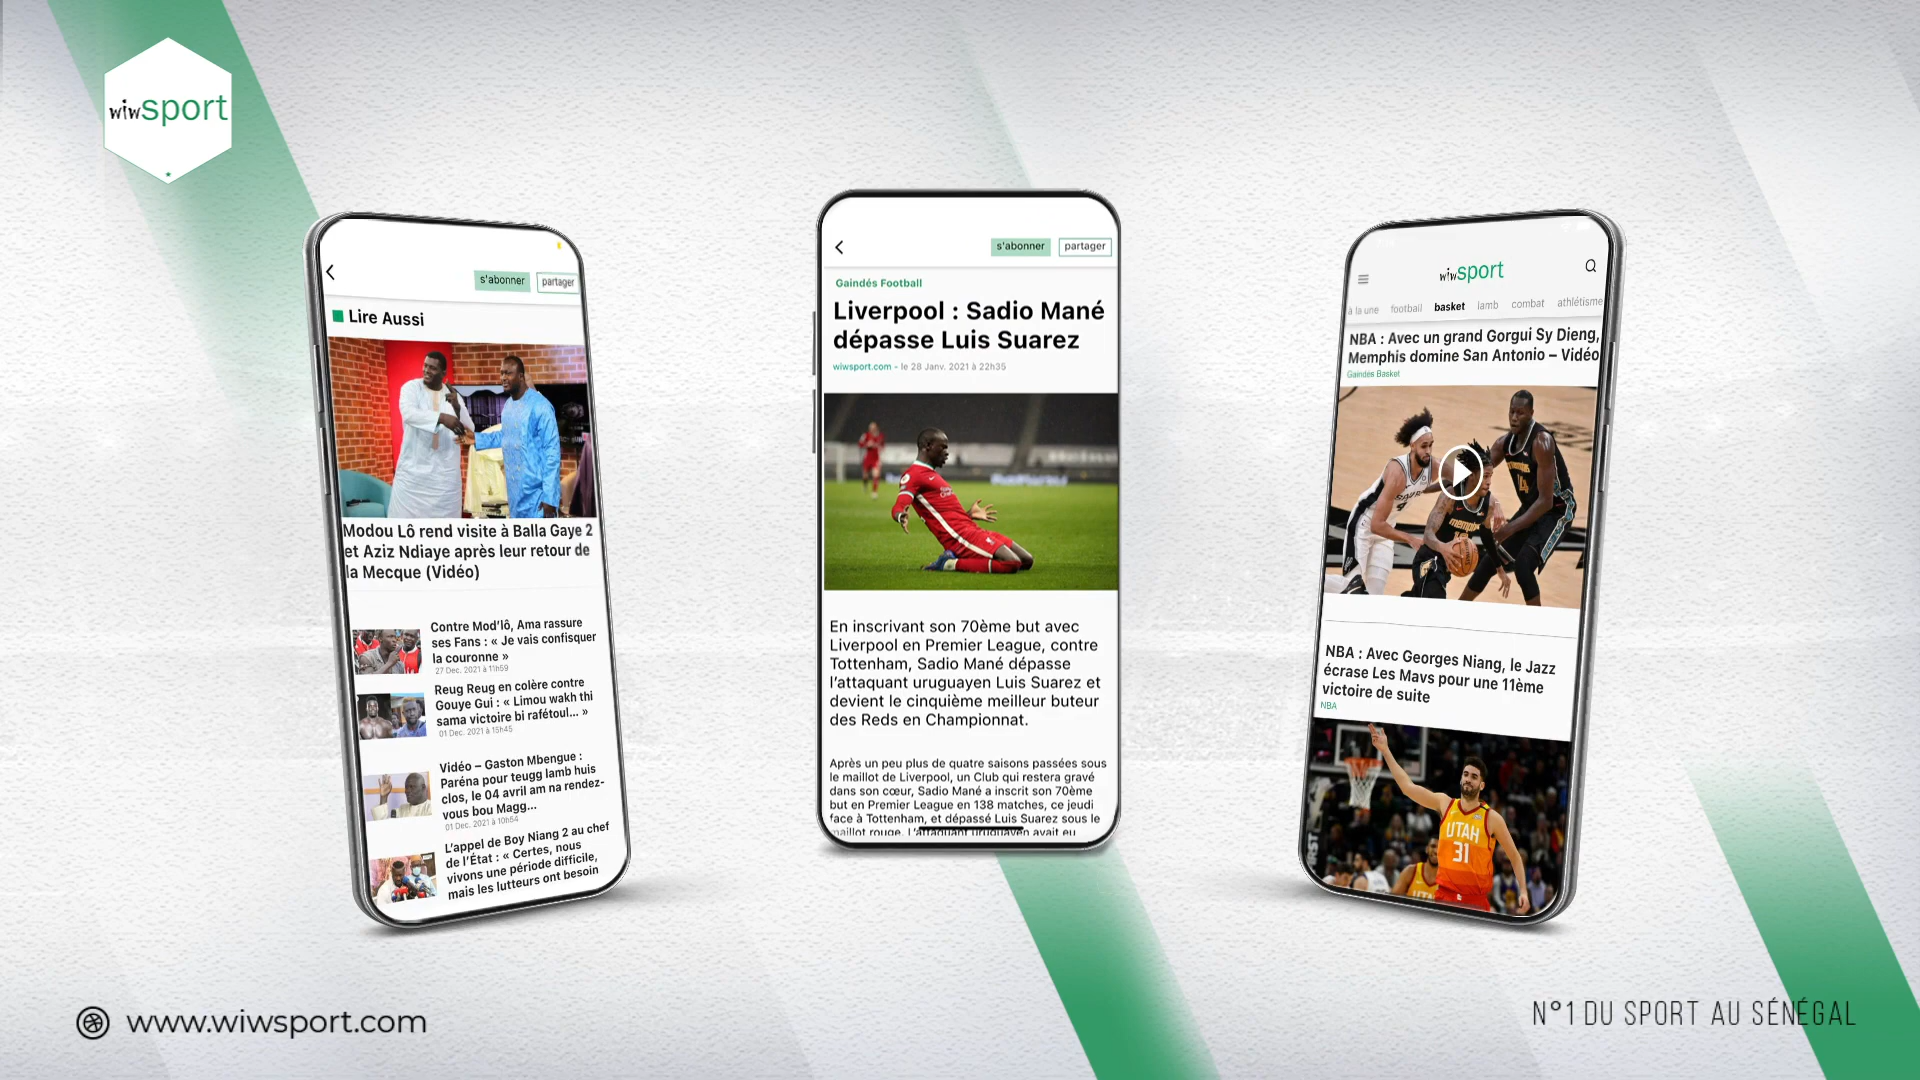 wiwsport
s'abonner
partager
Lire Aussi
Modou Lô rend visite à Balla Gaye 2
et Aziz Ndiaye après leur retour de
la Mecque (Vidéo)
Contre Mod'lô, Ama rassure
ses Fans : « Je vais confisquer
la couronne »
27 Dec. 2021 à 11h59
Reug Reug en colère contre
Gouye Gui : « Limou wakh thi
sama victoire bi rafétoul... »
01 Dec. 2021 à 15h45
Vidéo – Gaston Mbengue :
Paréna pour teugg lamb huis
clos, le 04 avril am na rendez-
vous bou Magg...
01 Dec. 2021 à 10h54
L'appel de Boy Niang 2 au chef
de l'État : « Certes, nous
vivons une période difficile,
mais les lutteurs ont besoin
s'abonner
partager
Gaindés Football
Liverpool : Sadio Mané
dépasse Luis Suarez
wiwsport.com - le 28 Janv. 2021 à 22h35
En inscrivant son 70ème but avec
Liverpool en Premier League, contre
Tottenham, Sadio Mané dépasse
l'attaquant uruguayen Luis Suarez et
devient le cinquième meilleur buteur
des Reds en Championnat.
Après un peu plus de quatre saisons passées sous
le maillot de Liverpool, un Club qui restera gravé
dans son cœur, Sadio Mané a inscrit son 70ème
but en Premier League en 138 matches, ce jeudi
face à Tottenham, et dépassé Luis Suarez sous le
maillot rouge. L'attaquant uruguayen avait eu
wiwsport
à la une football basket lamb combat athlétisme
NBA : Avec un grand Gorgui Sy Dieng,
Memphis domine San Antonio – Vidéo
Gaindés Basket
4
memphis
14
NBA : Avec Georges Niang, le Jazz
écrase Les Mavs pour une 11ème
victoire de suite
NBA
UTAH
31
www.wiwsport.com
N°1 DU SPORT AU SÉNÉGAL